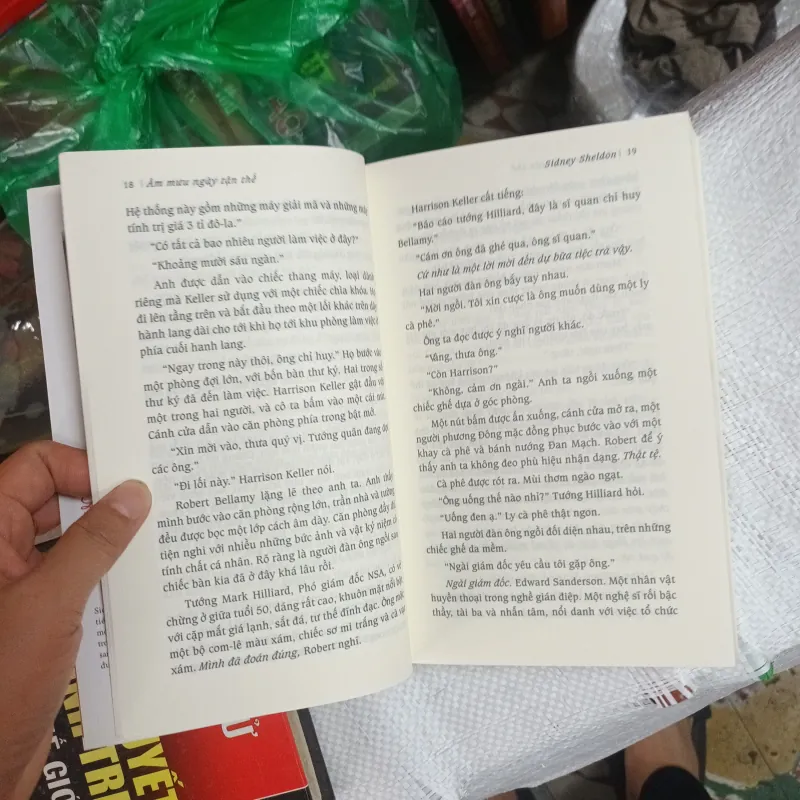 18 | Âm mưu ngày tận thế
Hệ thống này gồm những máy giải mã và những
tính trị giá 3 tỉ đô-la."
"Có tất cả bao nhiêu người làm việc ở đây?"
"Khoảng mười sáu ngàn."
Anh được dẫn vào chiếc thang máy, loại
riêng mà Keller sử dụng với một chiếc chìa khóa.
đi lên tầng trên và bắt đầu theo một lối khác trên
hành lang dài cho tới khi họ tới khu phòng làm việc
phía cuối hành lang.
"Ngay trong này thôi, ông chỉ huy." Họ bước vào
một phòng đợi lớn, với bốn bàn thư ký. Hai trong số
thư ký đã đến làm việc. Harrison Keller gật đầu với
một trong hai người, và cô ta bấm vào một cái nút.
Cánh cửa dẫn vào căn phòng phía trong bật mở.
"Xin mời vào, thưa quý vị. Tướng quân đang đợi
các ông."
"Đi lối này." Harrison Keller nói.
Robert Bellamy lặng lẽ theo anh ta. Anh thấy
mình bước vào căn phòng rộng lớn, trần nhà và tường
đều được bọc một lớp cách âm dày. Căn phòng đầy đủ
tiện nghi với nhiều những bức ảnh và vật kỷ niệm có
tính chất cá nhân. Rõ ràng là người đàn ông ngồi sau
chiếc bàn kia đã ở đây khá lâu rồi.
Tướng Mark Hilliard, Phó giám đốc NSA, có vẻ
chừng ở giữa tuổi 50, dáng rất cao, khuôn mặt nổi bật
với cặp mắt giá lạnh, sắt đá, tư thế đĩnh đạc. Ông mặc
một bộ com-lê màu xám, chiếc sơ mi trắng và cà vạt
xám. Mình đã đoán đúng, Robert nghĩ.
Sidney Sheldon | 19
Harrison Keller cất tiếng:
"Báo cáo tướng Hilliard, đây là sĩ quan chỉ huy
Bellamy."
"Cám ơn ông đã ghé qua, ông sĩ quan."
Cứ như là một lời mời đến dự bữa tiệc trà vậy.
Hai người đàn ông bắt tay nhau.
"Mời ngồi. Tôi xin cược là ông muốn dùng một ly
cà phê."
Ông ta đọc được ý nghĩ người khác.
"Vâng, thưa ông."
"Còn Harrison?"
"Không, cám ơn ngài." Anh ta ngồi xuống một
chiếc ghế dựa ở góc phòng.
Một nút bấm được ấn xuống, cánh cửa mở ra, một
người phương Đông mặc đồng phục bước vào với một
khay cà phê và bánh nướng Đan Mạch. Robert để ý
thấy anh ta không đeo phù hiệu nhận dạng. Thật tệ.
Cà phê được rót ra. Mùi thơm ngào ngạt.
"Ông uống thế nào nhỉ?" Tướng Hilliard hỏi.
"Uống đen ạ." Ly cà phê thật ngon.
Hai người đàn ông ngồi đối diện nhau, trên những
chiếc ghế da mềm.
"Ngài giám đốc yêu cầu tôi gặp ông."
Ngài giám đốc. Edward Sanderson. Một nhân vật
huyền thoại trong nghề gián điệp. Một nghệ sĩ rối bậc
thầy, tài ba và nhẫn tâm, nổi danh với việc tổ chức